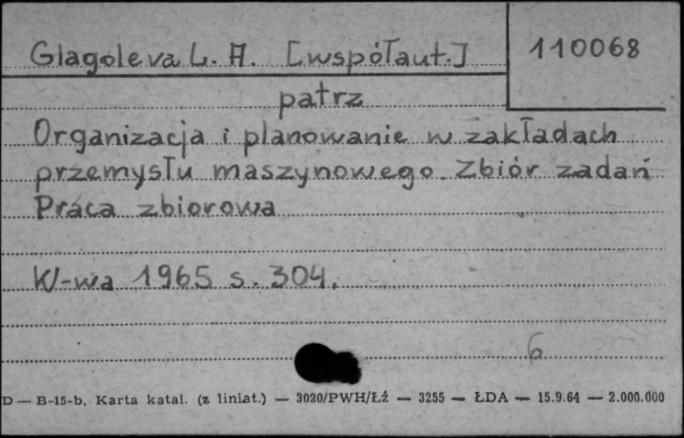 Glagoleva L. A. [współaut.]
110068
patrz
Organizacja i planowanie w zakładach
przemysłu maszynowego. Zbiór zadań
Praca zbiorowa
W-wa 1965 s. 304.
6
D — B-15-b, Karta katal. (z liniat.) — 3020/PWH/Łź — 3255 — ŁDA — 15.9.64 — 2.000.000